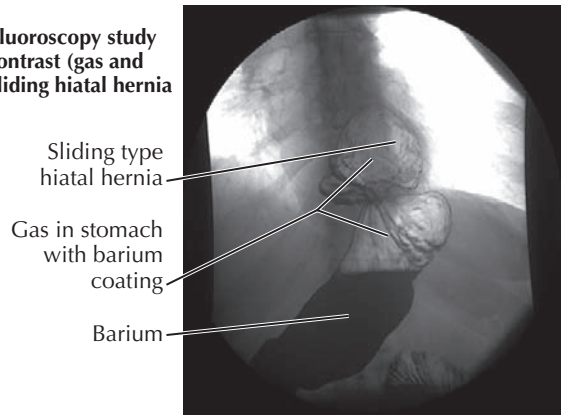 luoroscopy study
ontrast (gas and
liding hiatal hernia
Sliding type
hiatal hernia
Gas in stomach
with barium
coating
Barium